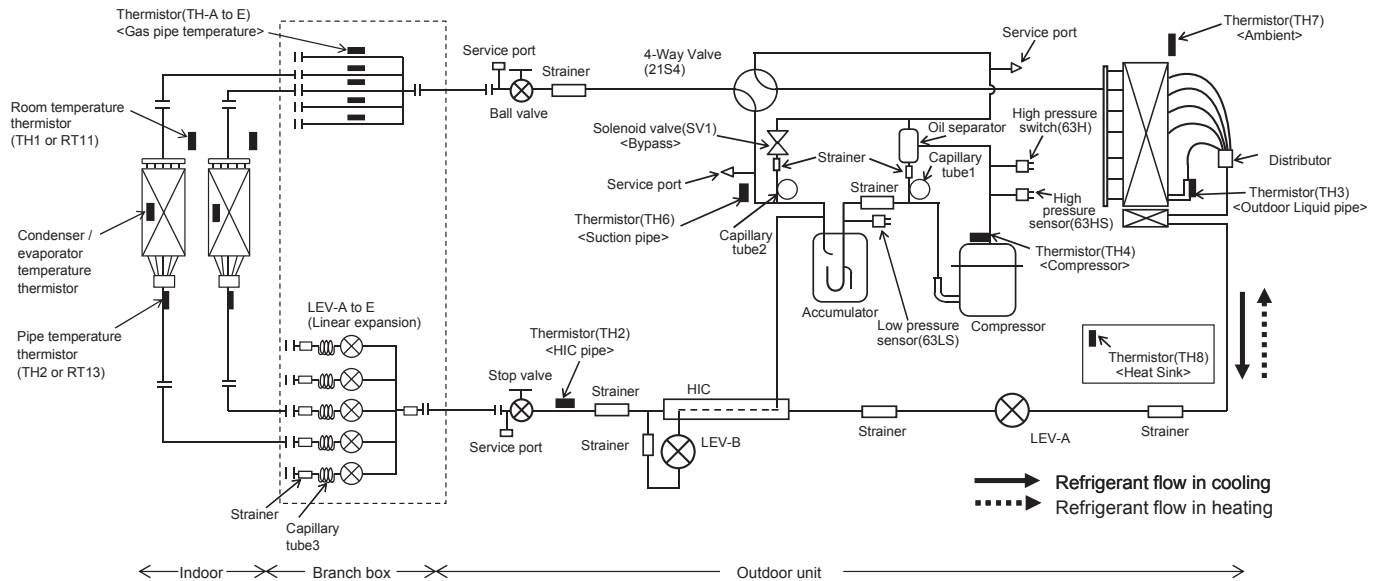 Thermistor(TH-A to E)
<Gas pipe temperature>
Service port
Strainer
Ball valve
4-Way Valve
(21S4)
Service port
Thermistor(TH7)
<Ambient>
Room temperature
thermistor
(TH1 or RT11)
Solenoid valve(SV1)
<Bypass>
Oil separator
High pressure
switch(63H)
Strainer
Capillary
tube1
Distributor
Service port
Strainer
High
pressure
sensor(63HS)
Thermistor(TH3)
<Outdoor Liquid pipe>
Thermistor(TH6)
<Suction pipe>
Capillary
tube2
Thermistor(TH4)
<Compressor>
Condenser /
evaporator
temperature
thermistor
Accumulator
Low pressure
sensor(63LS)
Compressor
LEV-A to E
(Linear expansion)
Pipe temperature
thermistor
(TH2 or RT13)
Thermistor(TH2)
<HIC pipe>
Thermistor(TH8)
<Heat Sink>
Stop valve
Strainer
HIC
Service port
Strainer
LEV-B
Strainer
LEV-A
Strainer
Strainer
Capillary
tube3
Refrigerant flow in cooling
Refrigerant flow in heating
Indoor
Branch box
Outdoor unit